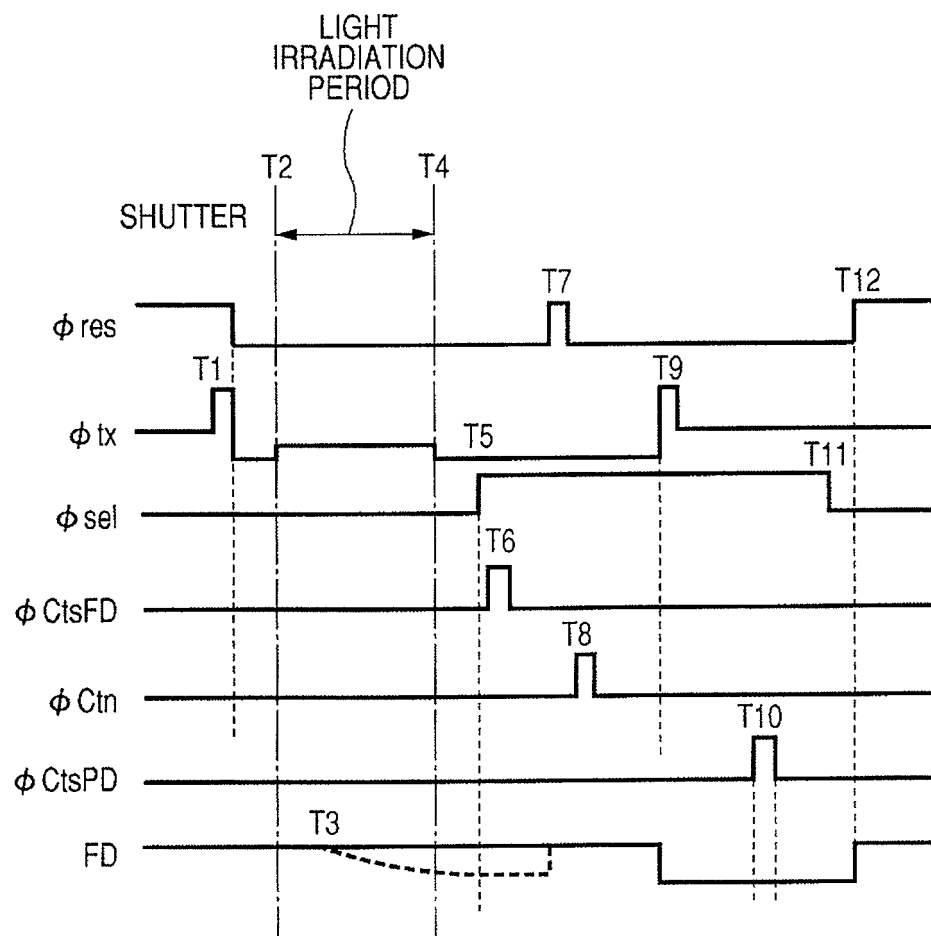 LIGHT
IRRADIATION
PERIOD
T2
T4
SHUTTER
T7
T12
ϕ res
T1
T9
ϕ tx
T5
T11
ϕ sel
T6
ϕ CtsFD
T8
ϕ Ctn
T10
ϕ CtsPD
T3
FD